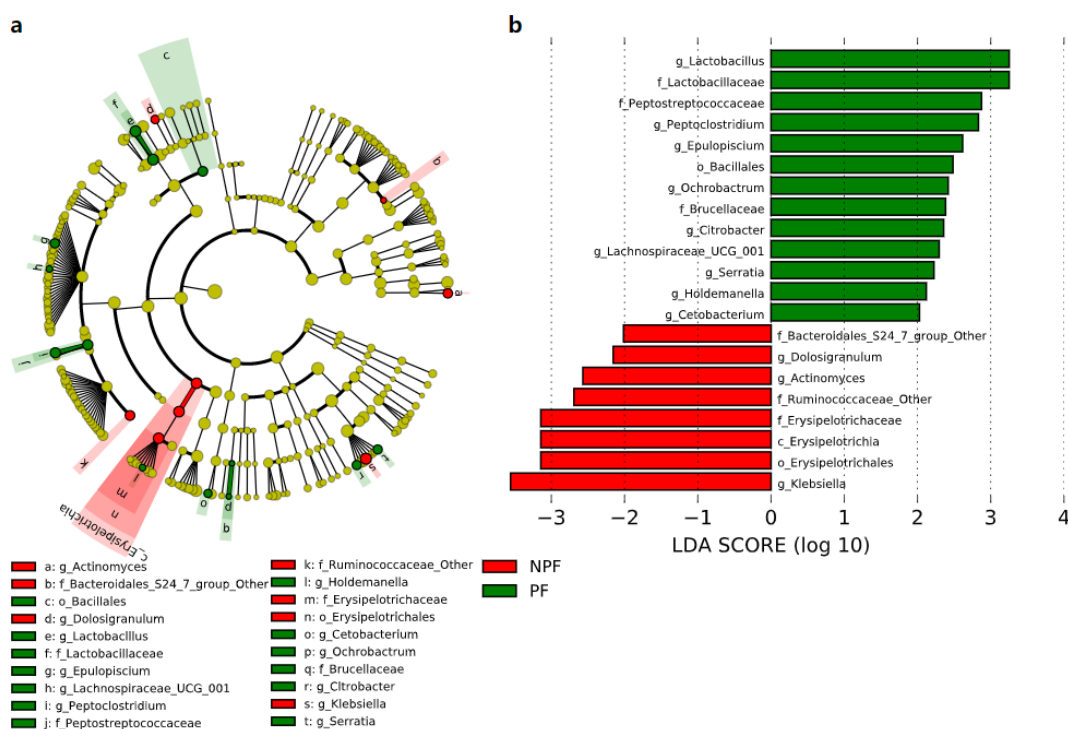 a
b
c
f
d
e
b
a
g
h
j
i
k
l
m
n
c_Erysipelotrichia
o
p
b
r
s
t
g_Lactobacillus
f_Lactobacillaceae
f_Peptostreptococcaceae
g_Peptoclostridium
g_Epulopiscium
o_Bacillales
g_Ochrobactrum
f_Brucellaceae
g_Citrobacter
g_Lachnospiraceae_UCG_001
g_Serratia
g_Holdemanella
g_Cetobacterium
f_Bacteroidales_S24_7_group_Other
g_Dolosigranulum
g_Actinomyces
f_Ruminococcaceae_Other
f_Erysipelotrichaceae
c_Erysipelotrichia
o_Erysipelotrichales
g_Klebsiella
−3 −2 −1 0 1 2 3 4
LDA SCORE (log 10)
NPF
PF
a: g_Actinomyces
b: f_Bacteroidales_S24_7_group_Other
c: o_Bacillales
d: g_Dolosigranulum
e: g_Lactobaclllus
f: f_Lactobacillaceae
g: g_Epulopiscium
h: g_Lachnospiraceae_UCG_001
i: g_Peptoclostridium
j: f_Peptostreptococcaceae
k: f_Ruminococcaceae_Other
l: g_Holdemanella
m: f_Erysipelotrichaceae
n: o_Erysipelotrichales
o: g_Cetobacterium
p: g_Ochrobactrum
q: f_Brucellaceae
r: g_Cltrobacter
s: g_Klebsiella
t: g_Serratia